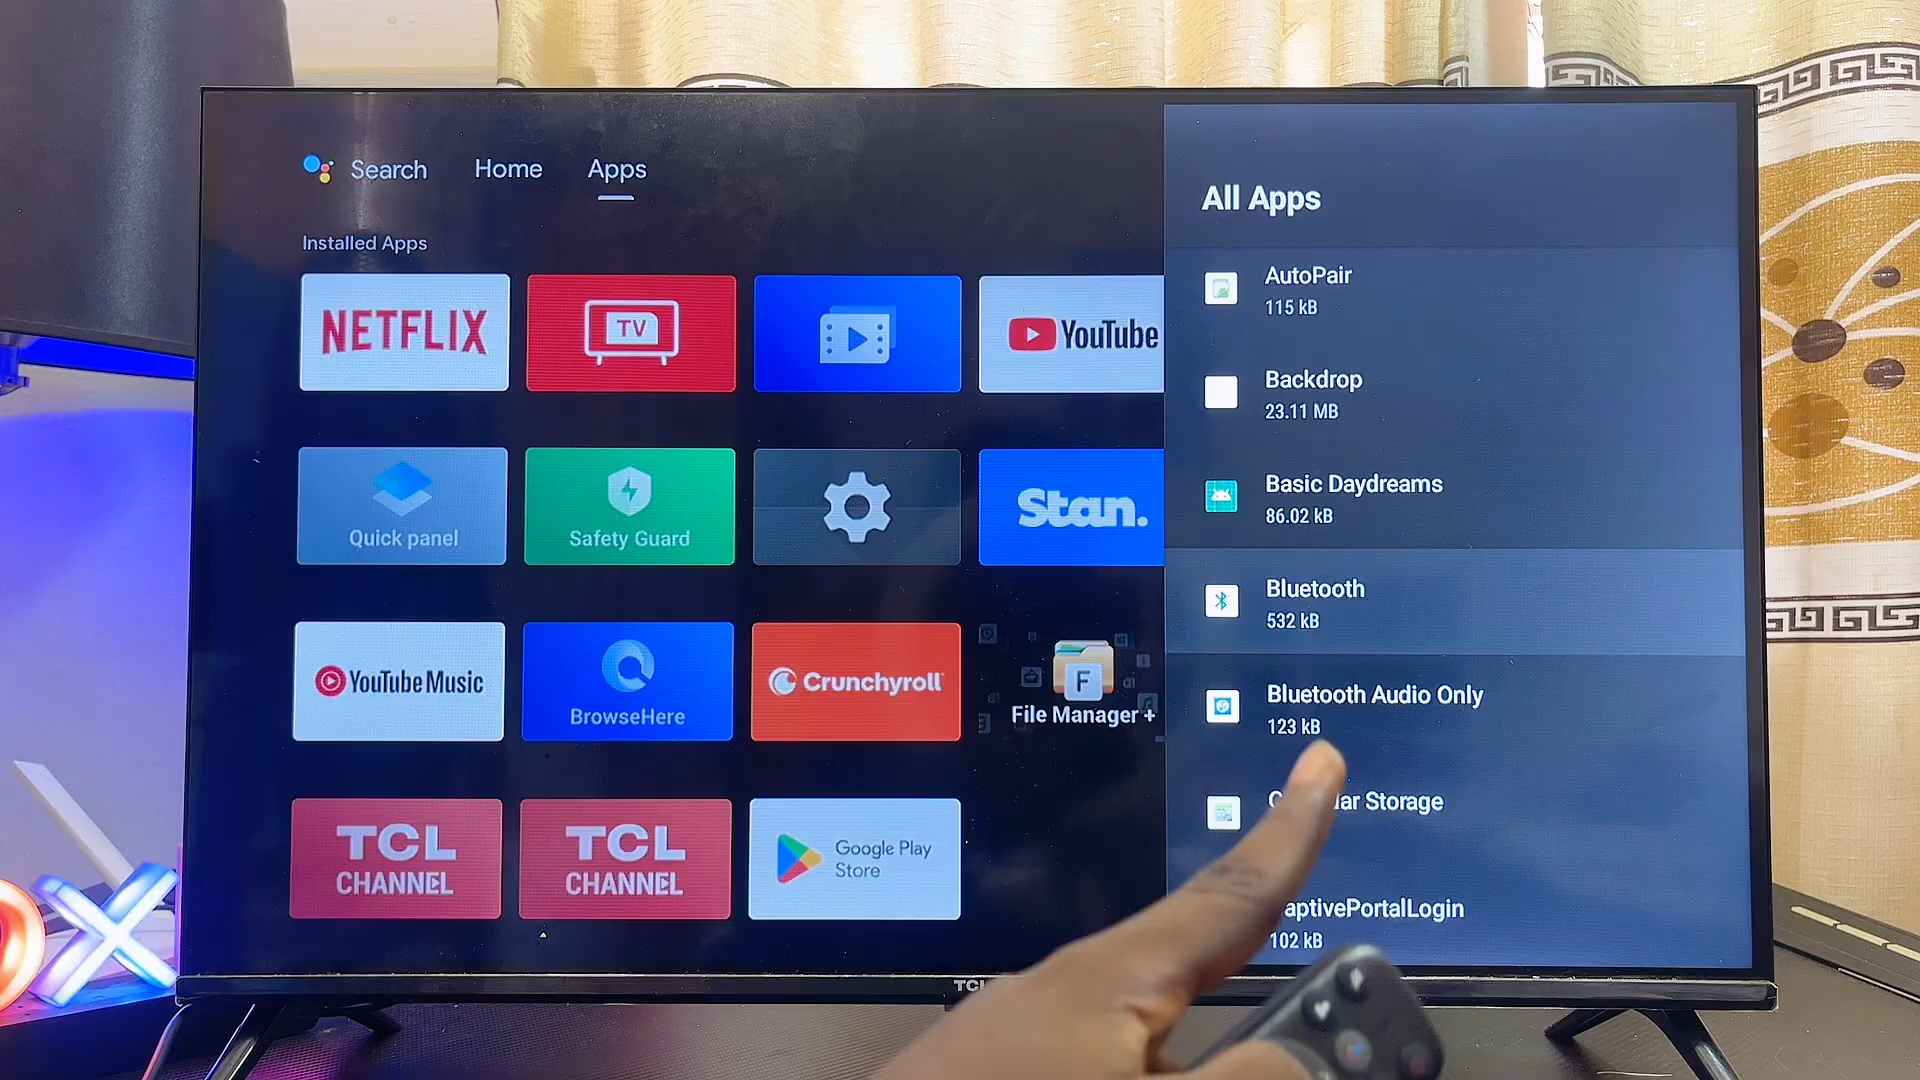 Search Home Apps
Installed Apps
NETFLIX
TV
YouTube
Quick panel
Safety Guard
Stan.
YouTube Music
BrowseHere
Crunchyroll
F
File Manager +
TCL
CHANNEL
TCL
CHANNEL
Google Play
Store
All Apps
AutoPair
115 kB
Backdrop
23.11 MB
Basic Daydreams
86.02 kB
Bluetooth
532 kB
Bluetooth Audio Only
123 kB
Storage
102 kB
TCL